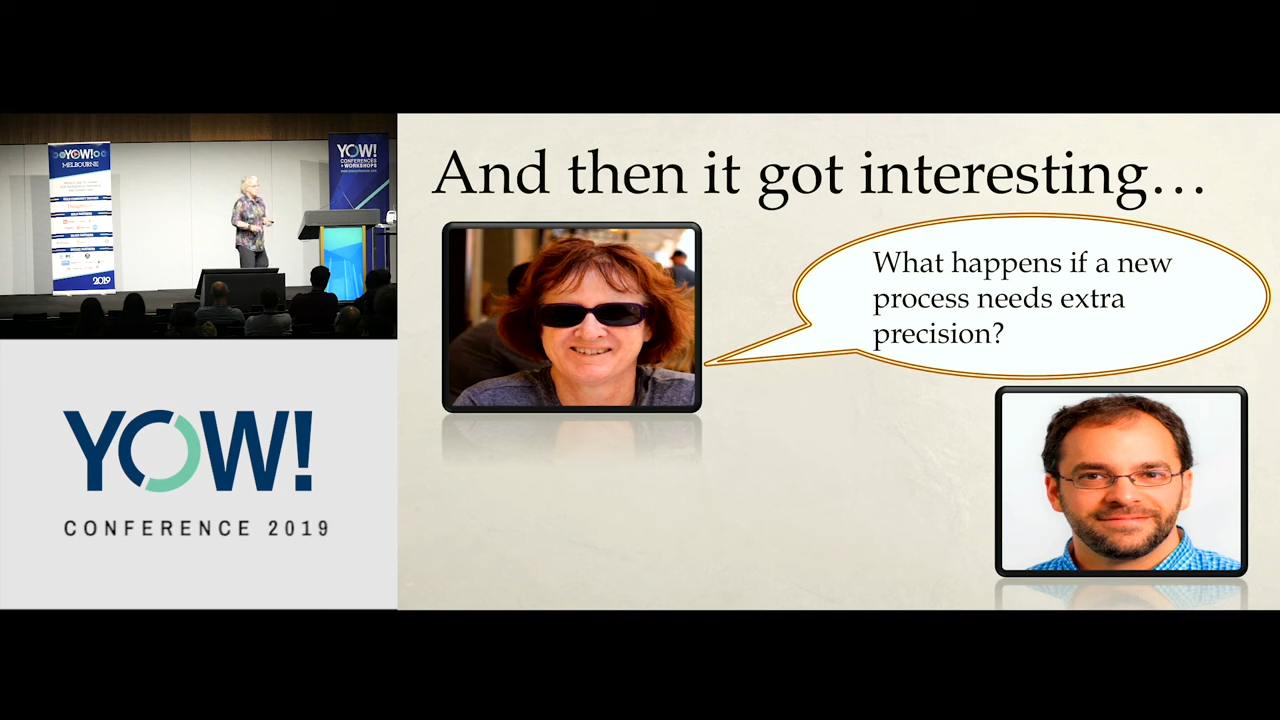 And then it got interesting…
What happens if a new
process needs extra
precision?
YOW!
MELBOURNE
2019
YOW!
CONFERENCES
+ WORKSHOPS
YOW!
CONFERENCE 2019